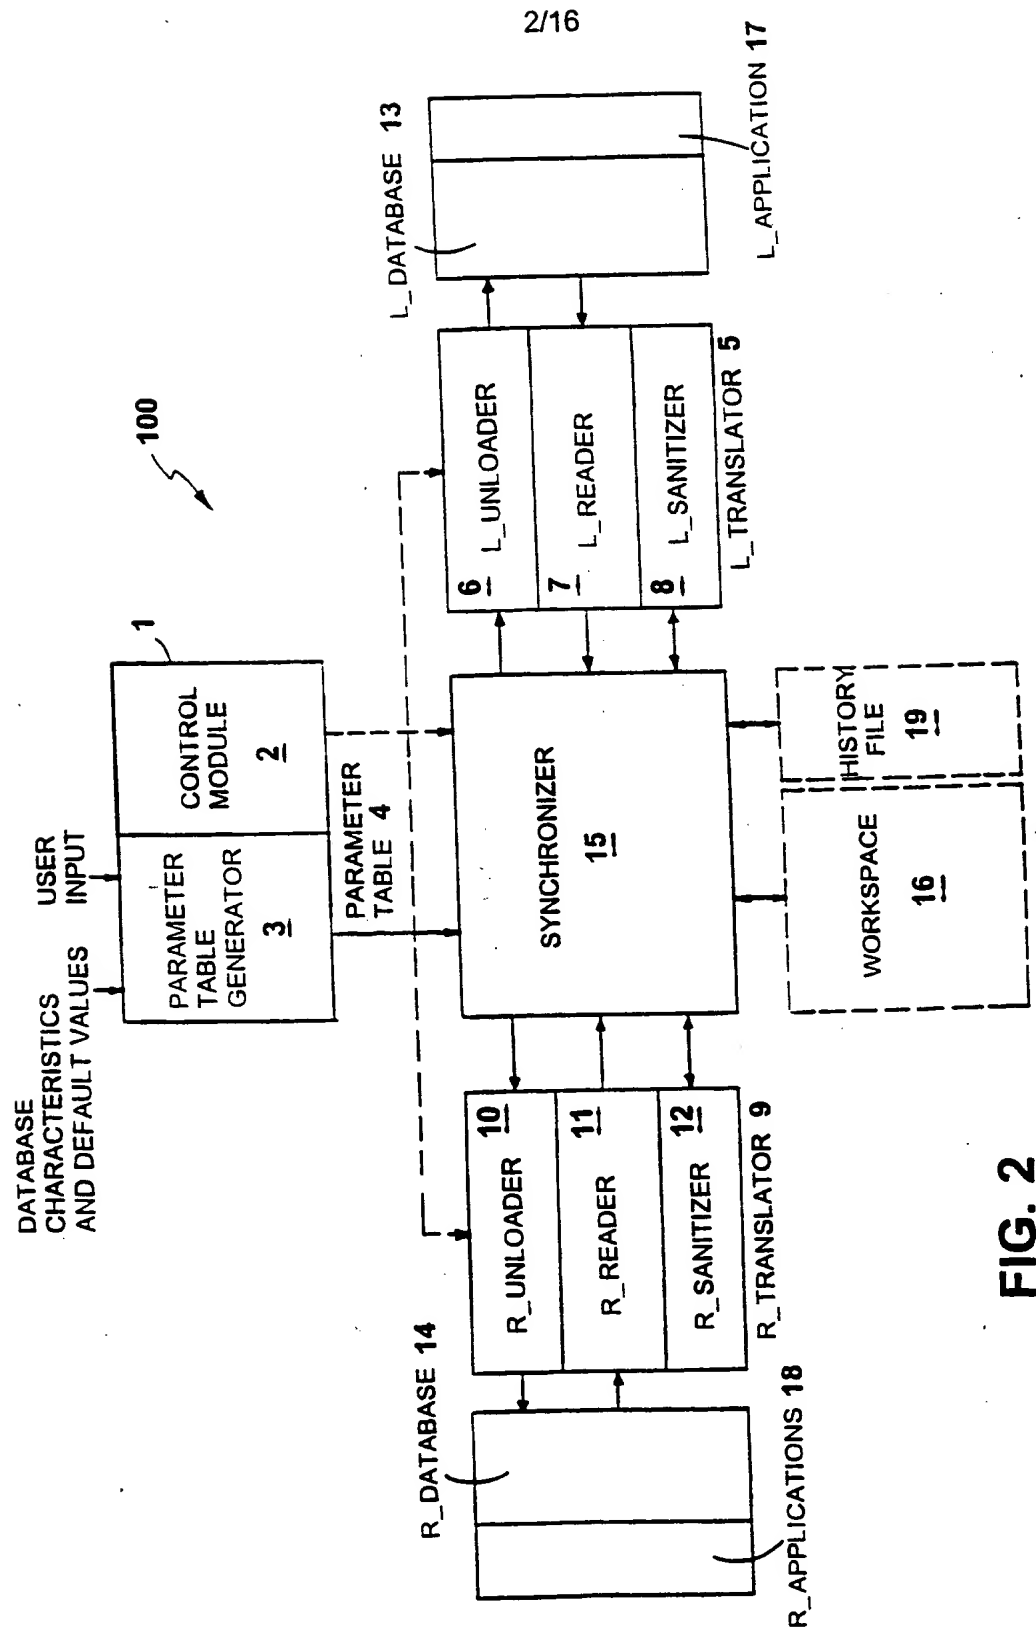 2/16
100
DATABASE
CHARACTERISTICS
AND DEFAULT VALUES
USER
INPUT
1
PARAMETER
TABLE
GENERATOR
3
CONTROL
MODULE
2
PARAMETER
TABLE 4
R_DATABASE 14
R_APPLICATIONS 18
R_UNLOADER 10
R_READER 11
R_SANITIZER 12
R_TRANSLATOR 9
SYNCHRONIZER
15
6 L_UNLOADER
7 L_READER
8 L_SANITIZER
L_TRANSLATOR 5
L_DATABASE 13
L_APPLICATION 17
WORKSPACE
16
HISTORY
FILE
19
FIG. 2